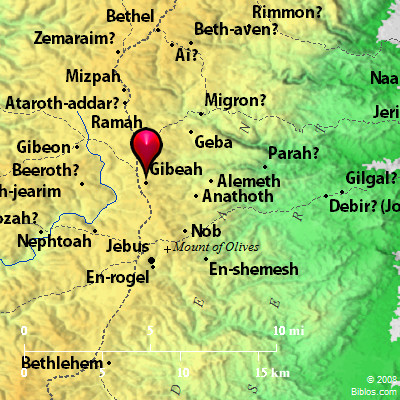 Bethel
Rimmon?
Zemaraim?
Beth-aven?
Ai?
Mizpah
Naa
Ataroth-addar?
Migron?
Jeri
Ramah
Geba
Gibeon
Parah?
Beeroth?
Gibeah
Alemeth
Gilgal?
h-jearim
Anathoth
Debir? (Jo
ozah?
Nephtoah
Nob
Jebus
Mount of Olives
En-rogel
En-shemesh
0 5 10 mi
Bethlehem
0 5 10 15 km
© 2008
Biblos.com